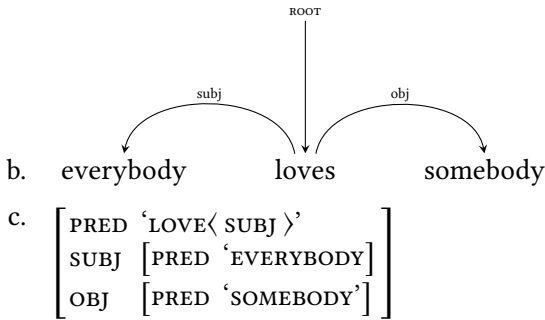 ROOT
subj obj
b. everybody loves somebody
c. [PRED ‘LOVE⟨ SUBJ ⟩’
SUBJ [PRED ‘EVERYBODY]
OBJ [PRED ‘SOMEBODY’]]